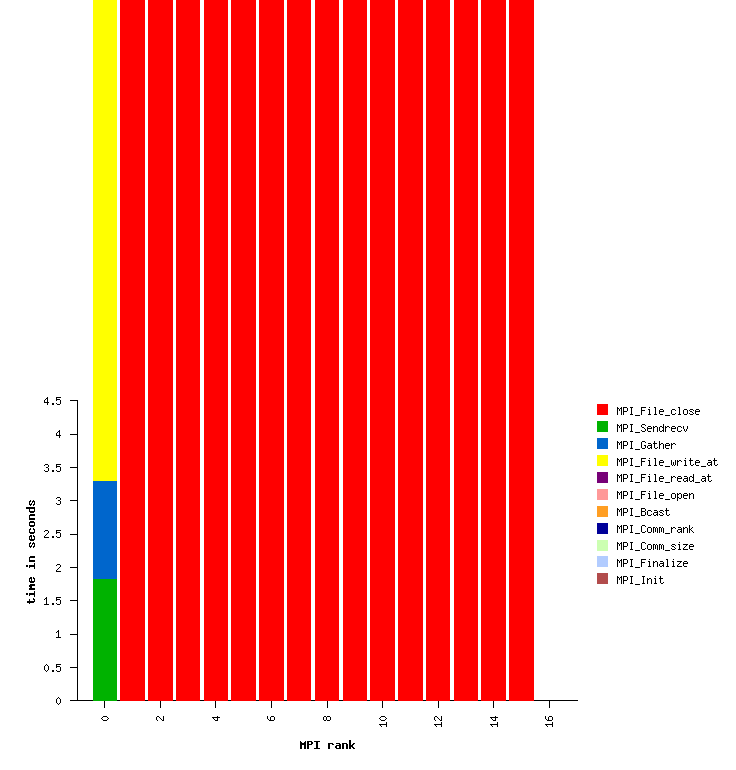 4.5
4
3.5
3
2.5
2
1.5
1
0.5
0
time in seconds
0
2
4
6
8
10
12
14
16
MPI rank
MPI_File_close
MPI_Sendrecv
MPI_Gather
MPI_File_write_at
MPI_File_read_at
MPI_File_open
MPI_Bcast
MPI_Comm_rank
MPI_Comm_size
MPI_Finalize
MPI_Init